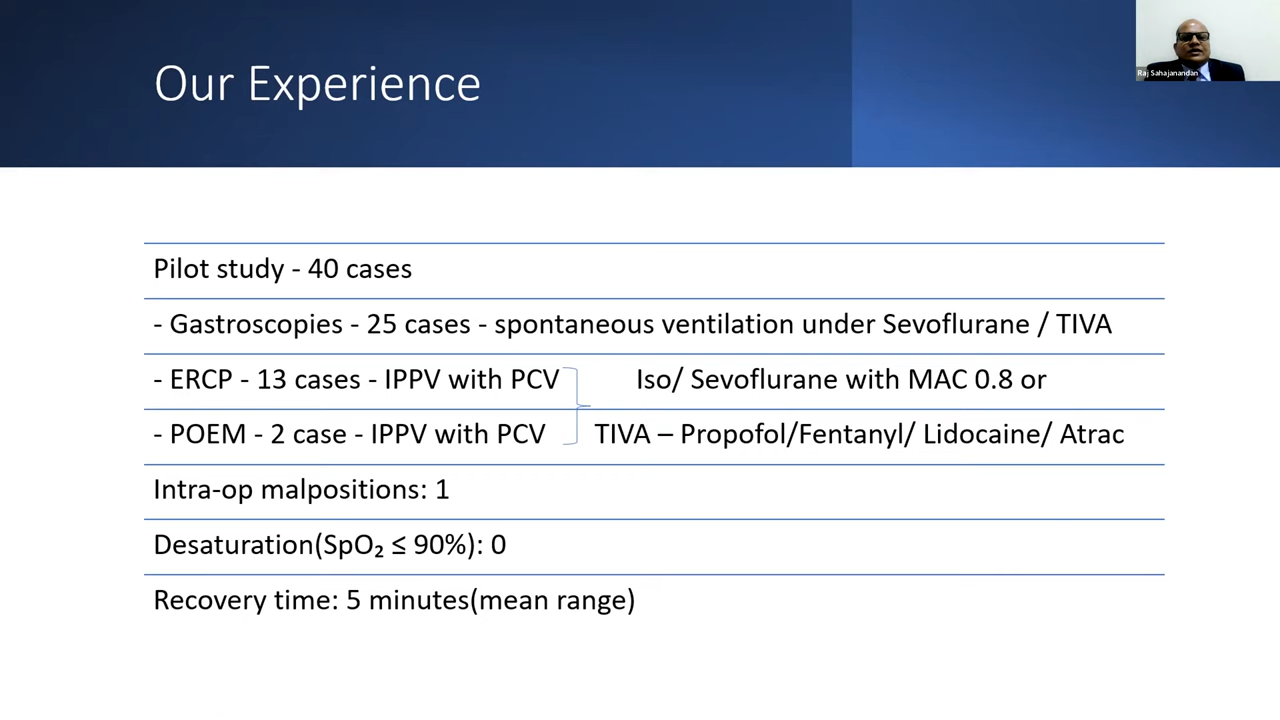 Our Experience
Raj Sahajanandan
Pilot study - 40 cases
- Gastroscopies - 25 cases - spontaneous ventilation under Sevoflurane / TIVA
- ERCP - 13 cases - IPPV with PCV Iso/ Sevoflurane with MAC 0.8 or
- POEM - 2 case - IPPV with PCV TIVA – Propofol/Fentanyl/ Lidocaine/ Atrac
Intra-op malpositions: 1
Desaturation(SpO₂ ≤ 90%): 0
Recovery time: 5 minutes(mean range)